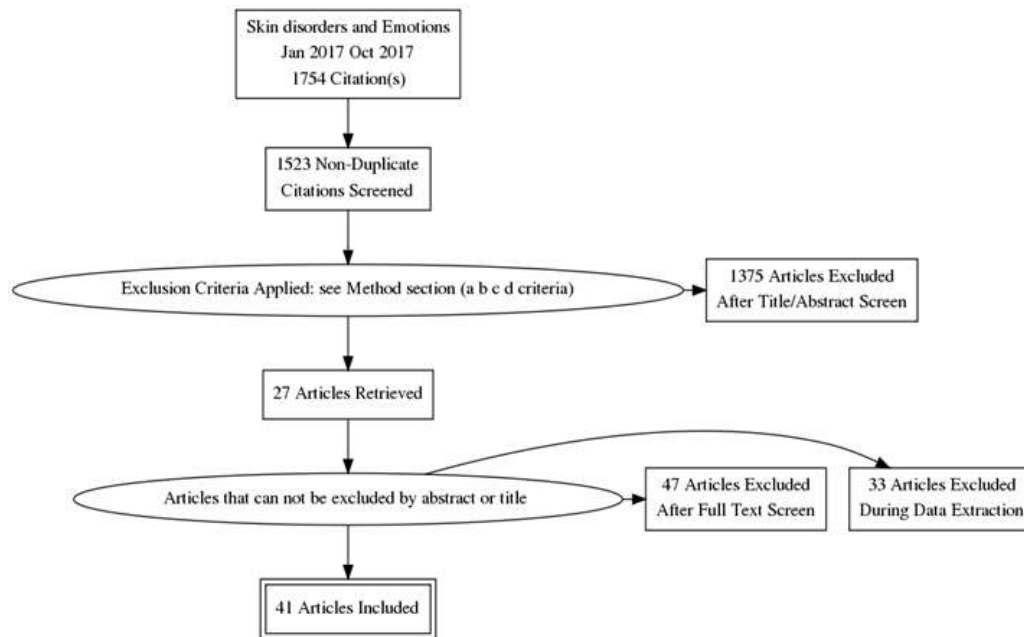 Skin disorders and Emotions
Jan 2017 Oct 2017
1754 Citation(s)
1523 Non-Duplicate
Citations Screened
Exclusion Criteria Applied: see Method section (a b c d criteria)
1375 Articles Excluded
After Title/Abstract Screen
27 Articles Retrieved
Articles that can not be excluded by abstract or title
47 Articles Excluded
After Full Text Screen
33 Articles Excluded
During Data Extraction
41 Articles Included